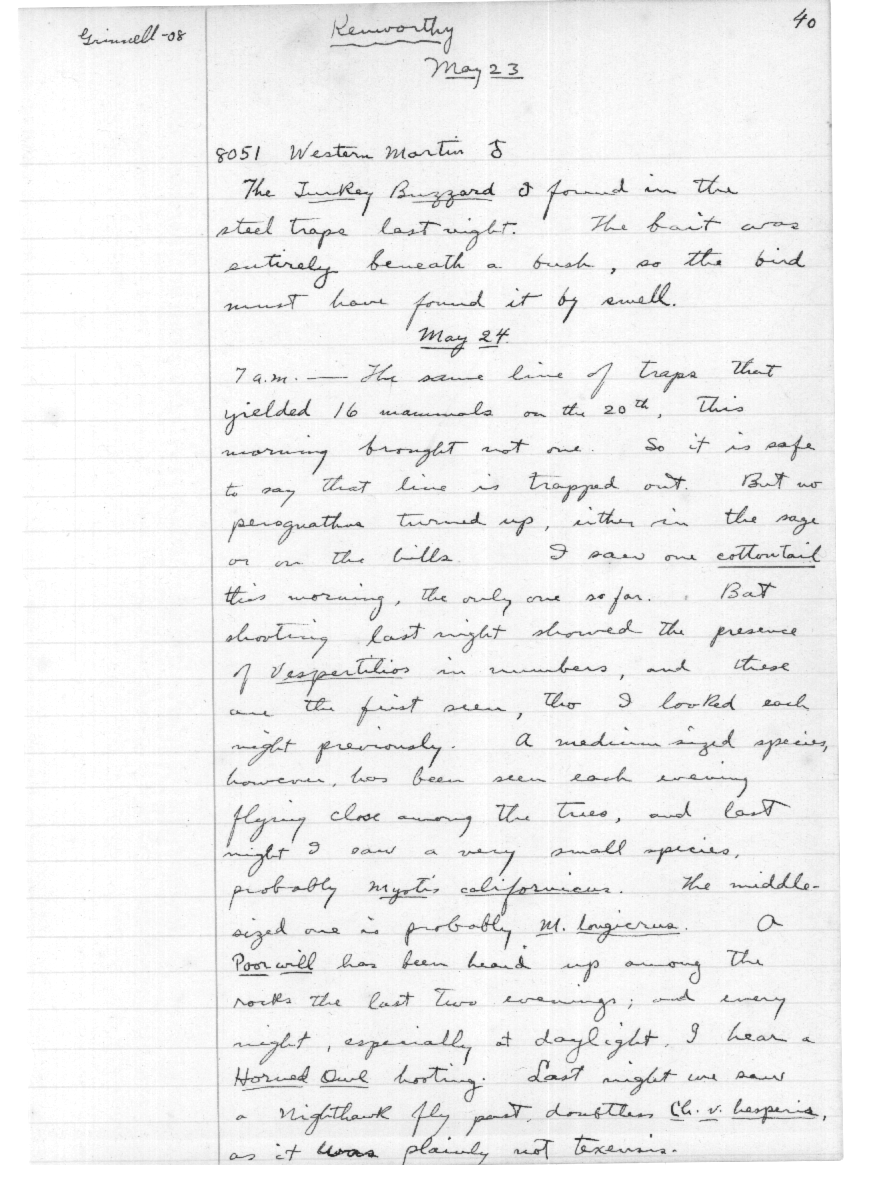 Grinnell - 08
Kenworthy
40
May 23
8051 Western Martin ♂
The Turkey Buzzard I found in the
steel traps last night. The bait was
entirely beneath a bush, so the bird
must have found it by smell.
May 24.
7 a.m. — The same line of traps that
yielded 16 mammals on the 20th, this
morning brought not one. So it is safe
to say that line is trapped out. But no
perognathus turned up, either in the sage
or on the hills. I saw one cottontail
this morning, the only one so far. Bat
shooting last night showed the presence
of Vespertilios in numbers, and these
are the first seen, tho I looked each
night previously. A medium sized species,
however, has been seen each evening
flying close among the trees, and last
night I saw a very small species,
probably Myotis californicus. The middle-
sized one is probably M. longicrus. A
Poorwill has been heard up among the
rocks the last two evenings; and every
night, especially at daylight, I hear a
Horned Owl hooting. Last night we saw
a Nighthawk fly past, doubtless Ch. v. hesperis,
as it was plainly not texensis.